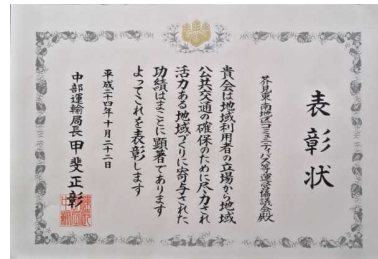 表彰状
芥見東・南地区コミュニティバス等運営協議会殿
貴会は地域利用者の立場から地域
公共交通の確保のために尽力され
活力ある地域づくりに寄与された
功績はまことに顕著であります
よってこれを表彰します
平成二十四年十月二十二日
中部運輸局長 甲斐正彰